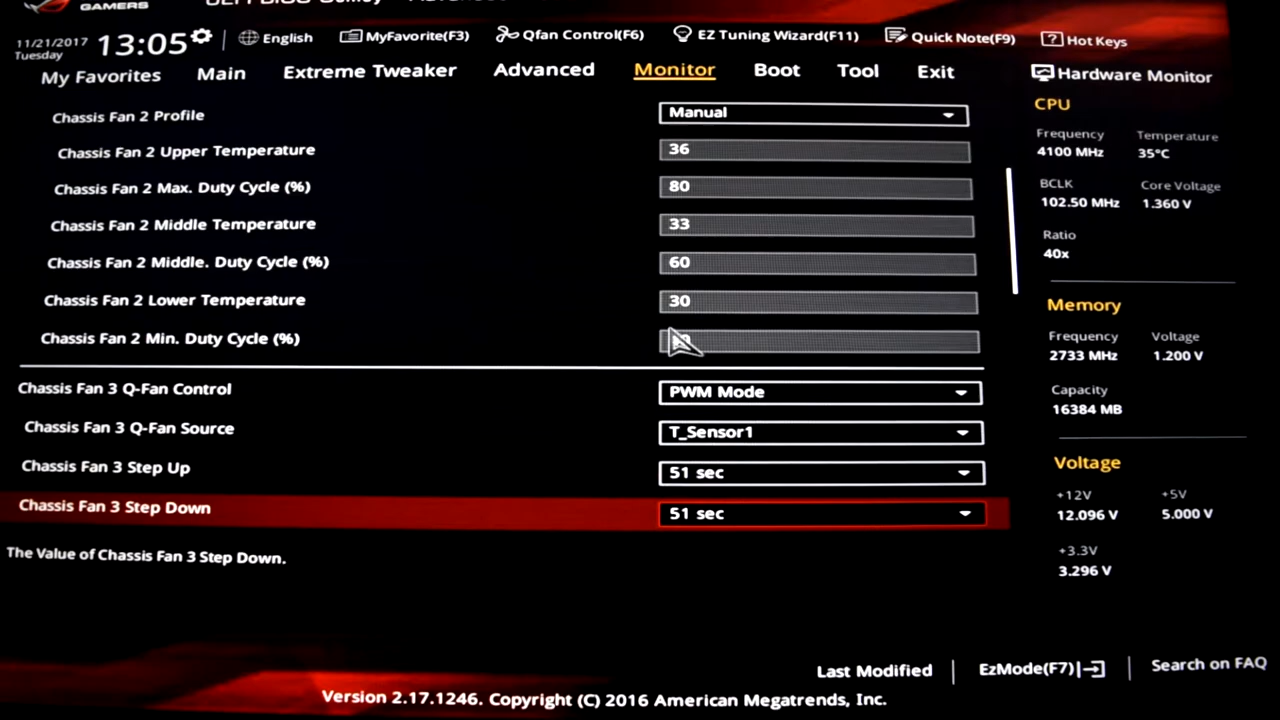 GAMERS
11/21/2017
Tuesday
13:05
English
MyFavorite(F3)
Qfan Control(F6)
EZ Tuning Wizard(F11)
Quick Note(F9)
? Hot Keys
My Favorites
Main
Extreme Tweaker
Advanced
Monitor
Boot
Tool
Exit
Hardware Monitor
Chassis Fan 2 Profile Manual
Chassis Fan 2 Upper Temperature 36
Chassis Fan 2 Max. Duty Cycle (%) 80
Chassis Fan 2 Middle Temperature 33
Chassis Fan 2 Middle. Duty Cycle (%) 60
Chassis Fan 2 Lower Temperature 30
Chassis Fan 2 Min. Duty Cycle (%)
Chassis Fan 3 Q-Fan Control PWM Mode
Chassis Fan 3 Q-Fan Source T_Sensor1
Chassis Fan 3 Step Up 51 sec
Chassis Fan 3 Step Down 51 sec
The Value of Chassis Fan 3 Step Down.
CPU
Frequency Temperature
4100 MHz 35°C
BCLK Core Voltage
102.50 MHz 1.360 V
Ratio
40x
Memory
Frequency Voltage
2733 MHz 1.200 V
Capacity
16384 MB
Voltage
+12V +5V
12.096 V 5.000 V
+3.3V
3.296 V
Last Modified
EzMode(F7)
Search on FAQ
Version 2.17.1246. Copyright (C) 2016 American Megatrends, Inc.